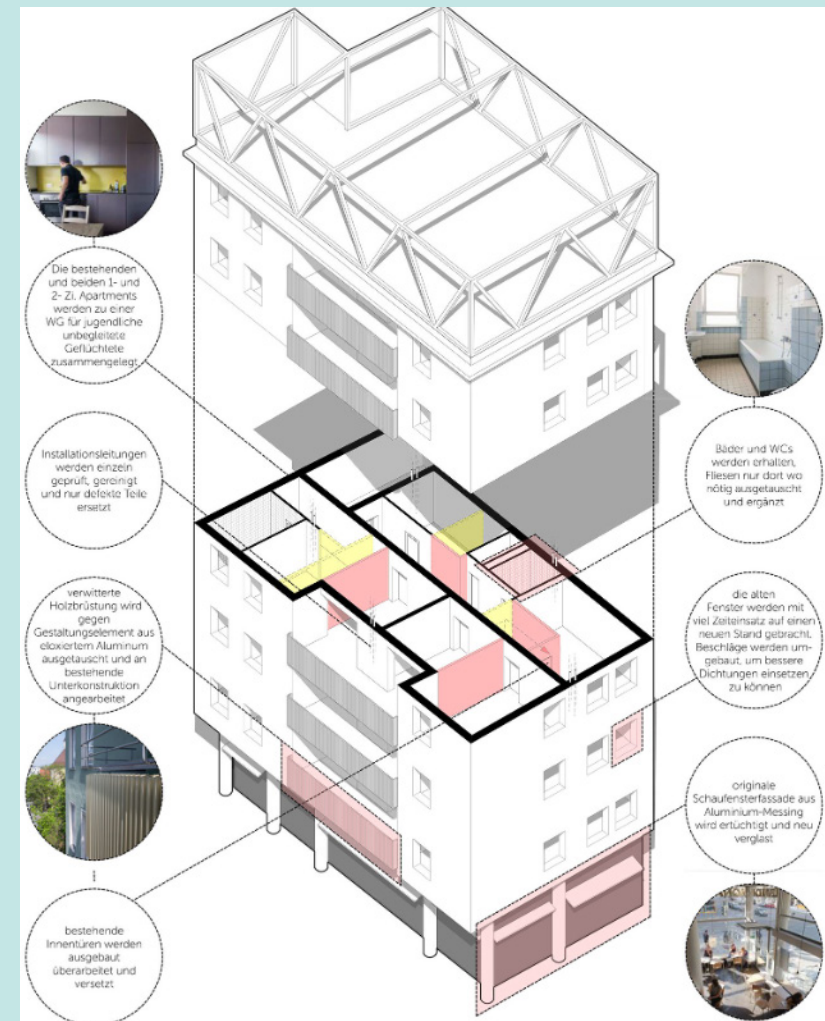 Die bestehenden
und beiden 1- und
2- Zi. Apartments
werden zu einer
WG für jugendliche
unbegleitete
Geflüchtete
zusammengelegt
Installationsleitungen
werden einzeln
geprüft, gereinigt
und nur defekte Teile
ersetzt
verwitterte
Holzbrüstung wird
gegen
Gestaltungselement aus
eloxiertem Aluminum
ausgetauscht und an
bestehende
Unterkonstruktion
angearbeitet
bestehende
Innentüren werden
ausgebaut
überarbeitet und
versetzt
Bäder und WCs
werden erhalten,
Fliesen nur dort wo
nötig ausgetauscht
und ergänzt
die alten
Fenster werden mit
viel Zeiteinsatz auf einen
neuen Stand gebracht.
Beschläge werden um-
gebaut, um bessere
Dichtungen einsetzen
zu können
originale
Schaufensterfassade aus
Aluminium-Messing
wird ertüchtigt und neu
verglast